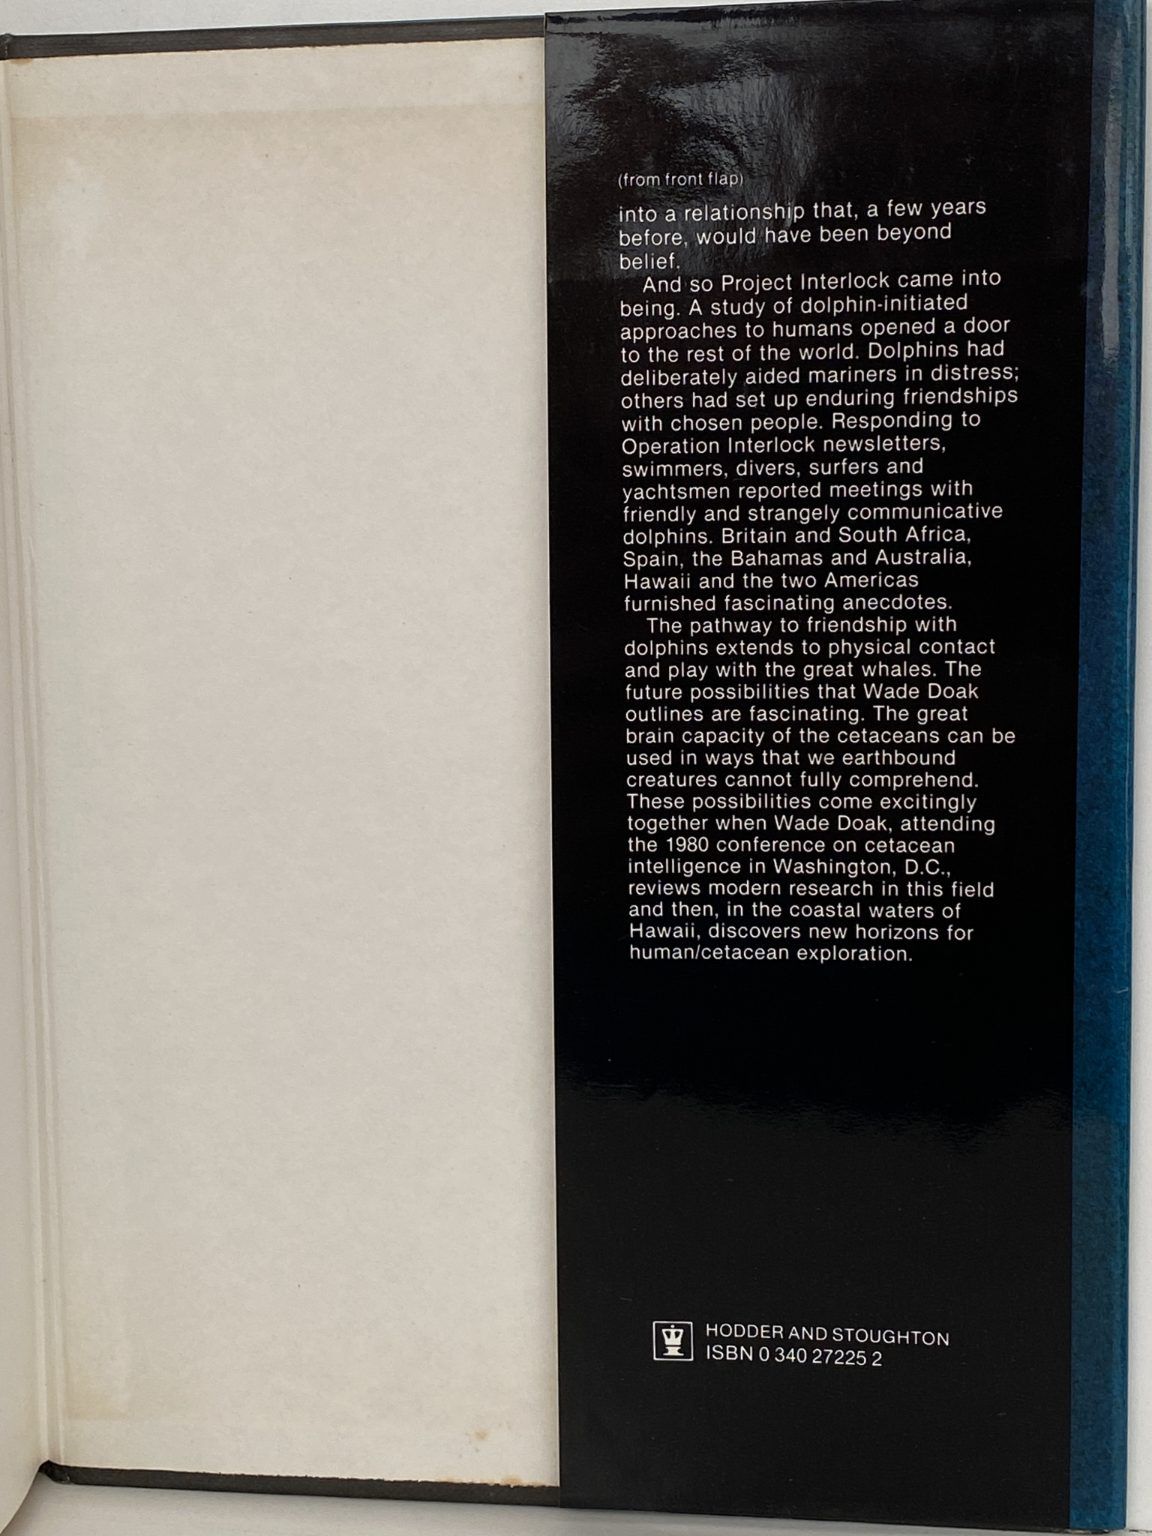 (from front flap)
into a relationship that, a few years
before, would have been beyond
belief.
And so Project Interlock came into
being. A study of dolphin-initiated
approaches to humans opened a door
to the rest of the world. Dolphins had
deliberately aided mariners in distress;
others had set up enduring friendships
with chosen people. Responding to
Operation Interlock newsletters,
swimmers, divers, surfers and
yachtsmen reported meetings with
friendly and strangely communicative
dolphins. Britain and South Africa,
Spain, the Bahamas and Australia,
Hawaii and the two Americas
furnished fascinating anecdotes.
The pathway to friendship with
dolphins extends to physical contact
and play with the great whales. The
future possibilities that Wade Doak
outlines are fascinating. The great
brain capacity of the cetaceans can be
used in ways that we earthbound
creatures cannot fully comprehend.
These possibilities come excitingly
together when Wade Doak, attending
the 1980 conference on cetacean
intelligence in Washington, D.C.,
reviews modern research in this field
and then, in the coastal waters of
Hawaii, discovers new horizons for
human/cetacean exploration.
HODDER AND STOUGHTON
ISBN 0 340 27225 2